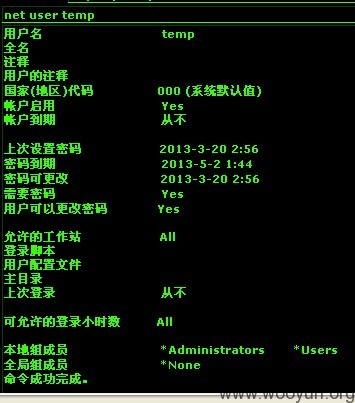 net user temp
用户名 temp
全名
注释
用户的注释
国家(地区)代码 000 (系统默认值)
帐户启用 Yes
帐户到期 从不
上次设置密码 2013-3-20 2:56
密码到期 2013-5-2 1:44
密码可更改 2013-3-20 2:56
需要密码 Yes
用户可以更改密码 Yes
允许的工作站 All
登录脚本
用户配置文件
主目录
上次登录 从不
可允许的登录小时数 All
本地组成员 *Administrators *Users
全局组成员 *None
命令成功完成。
www.wooyun.org